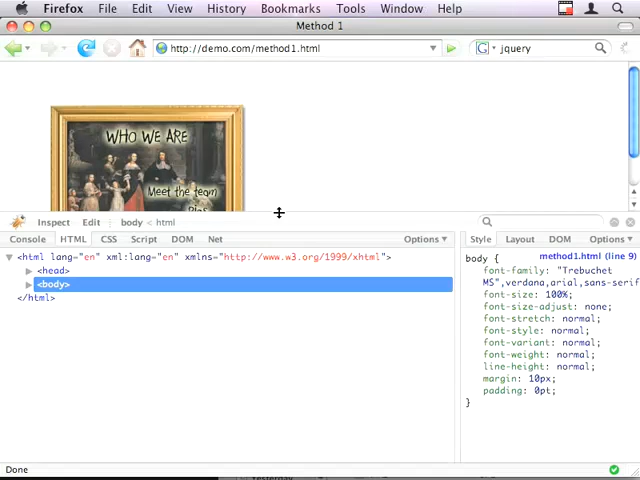 Firefox File Edit View History Bookmarks Tools Window Help
Method 1
http://demo.com/method1.html
jquery
WHO WE ARE
Meet the team
Inspect Edit body < html
Console HTML CSS Script DOM Net Options
Style Layout DOM Options
<html lang="en" xml:lang="en" xmlns="http://www.w3.org/1999/xhtml">
<head>
<body>
</html>
body { method1.html (line 9)
font-family: "Trebuchet
MS",verdana,arial,sans-serif
font-size: 100%;
font-size-adjust: none;
font-stretch: normal;
font-style: normal;
font-variant: normal;
font-weight: normal;
line-height: normal;
margin: 10px;
padding: 0pt;
}
Done